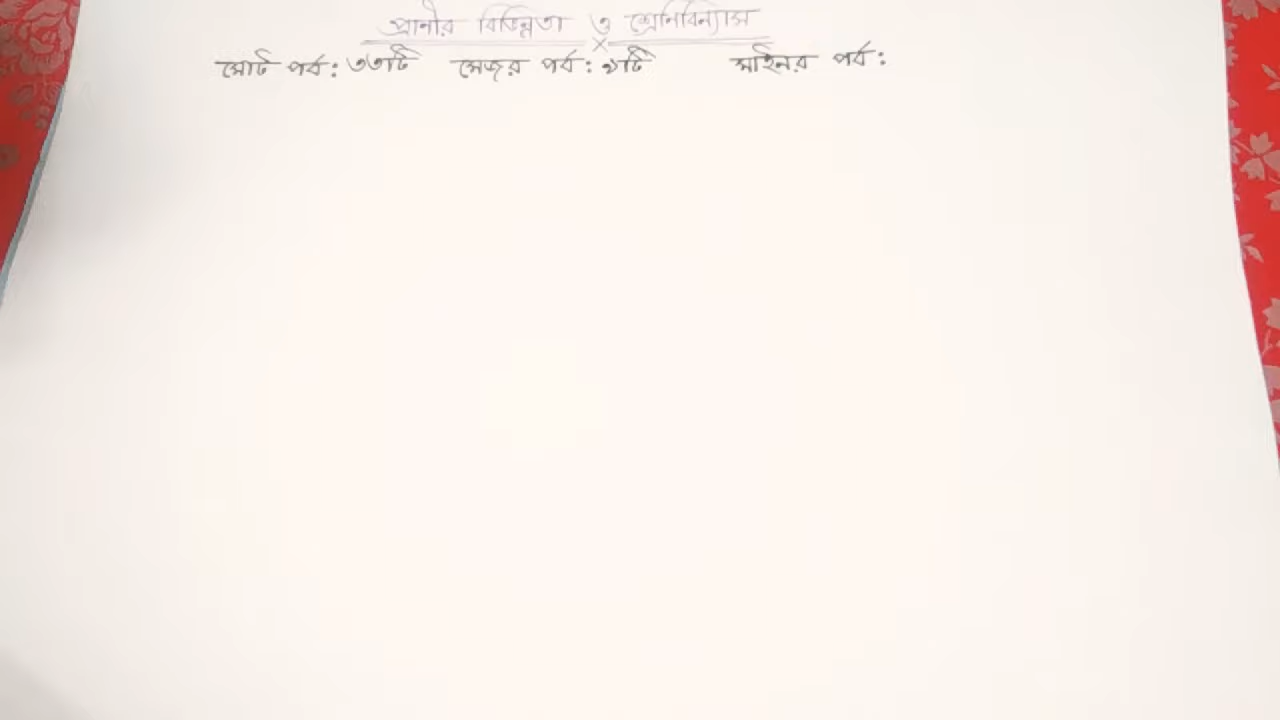 প্রানীর বিভিন্নতা ও শ্রেনিবিন্যাস
মোট পর্ব: ৩৩টি মেজর পর্ব: ৯টি মাইনর পর্ব: